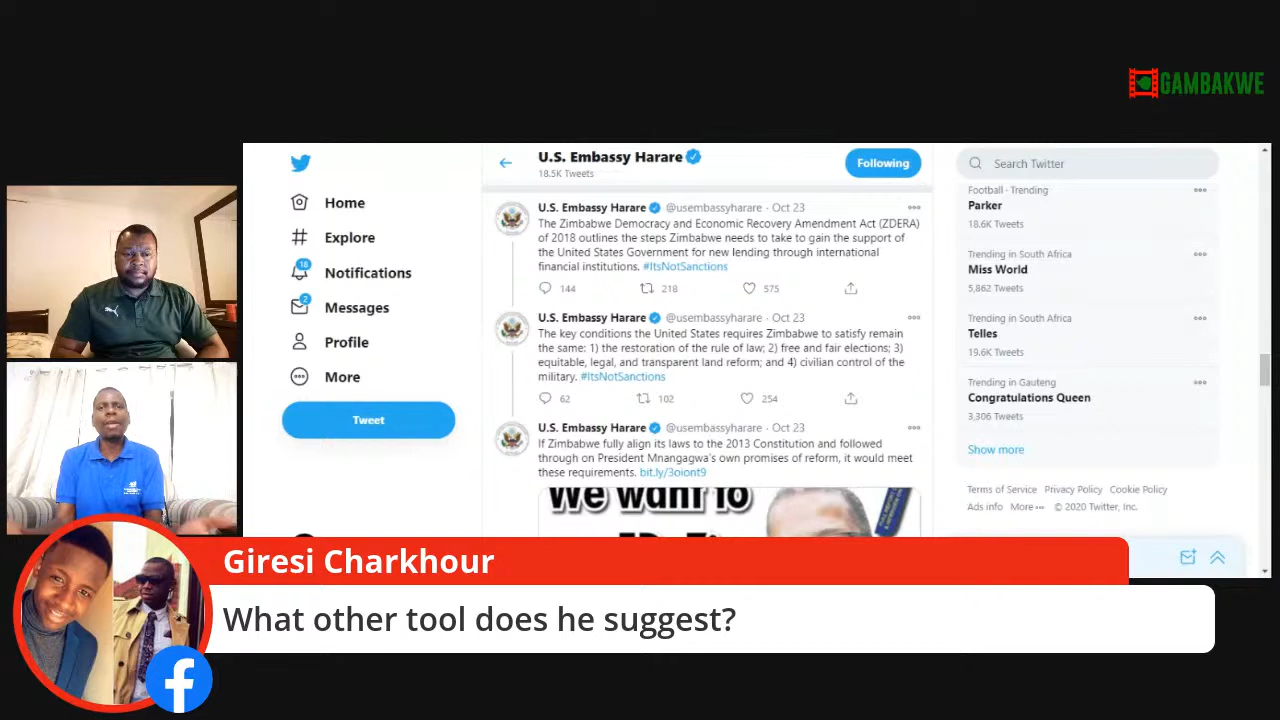 GAMBAKWE
Home
Explore
18
Notifications
2
Messages
Profile
More
Tweet
U.S. Embassy Harare
18.5K Tweets
Following
U.S. Embassy Harare @usembassyharare · Oct 23
The Zimbabwe Democracy and Economic Recovery Amendment Act (ZDERA)
of 2018 outlines the steps Zimbabwe needs to take to gain the support of
the United States Government for new lending through international
financial institutions. #ItsNotSanctions
144 218 575
U.S. Embassy Harare @usembassyharare · Oct 23
The key conditions the United States requires Zimbabwe to satisfy remain
the same: 1) the restoration of the rule of law; 2) free and fair elections; 3)
equitable, legal, and transparent land reform; and 4) civilian control of the
military. #ItsNotSanctions
62 102 254
U.S. Embassy Harare @usembassyharare · Oct 23
If Zimbabwe fully align its laws to the 2013 Constitution and followed
through on President Mnangagwa's own promises of reform, it would meet
these requirements. bit.ly/3oiont9
We want to
Search Twitter
Football · Trending
Parker
18.6K Tweets
Trending in South Africa
Miss World
5,862 Tweets
Trending in South Africa
Telles
19.6K Tweets
Trending in Gauteng
Congratulations Queen
3,306 Tweets
Show more
Terms of Service Privacy Policy Cookie Policy
Ads info More ··· © 2020 Twitter, Inc.
Giresi Charkhour
What other tool does he suggest?